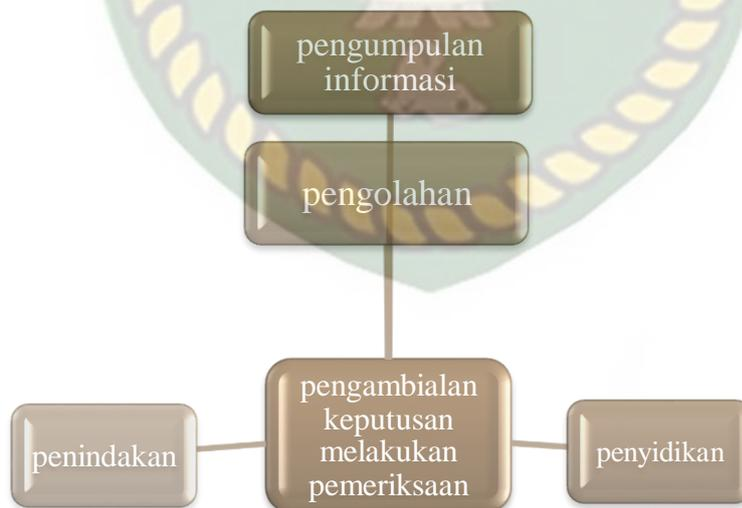 pengumpulan
informasi
pengolahan
pengambialan
keputusan
melakukan
pemeriksaan
penindakan
penyidikan